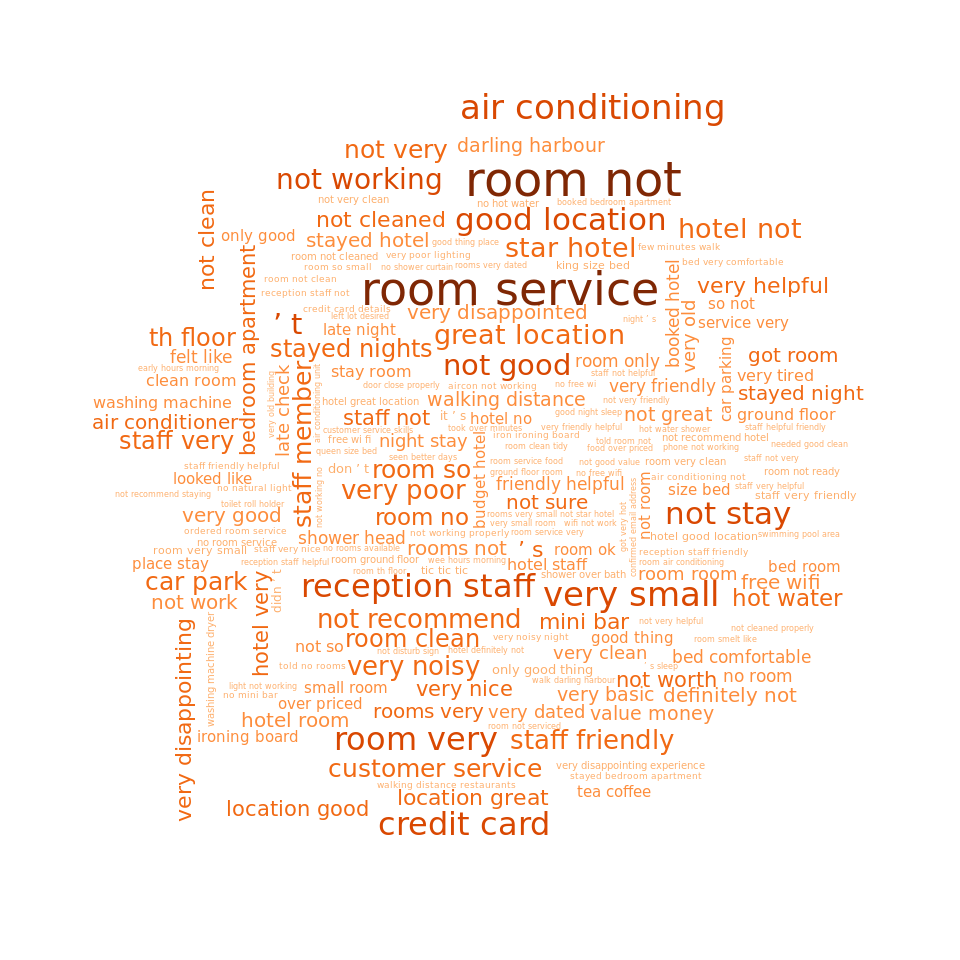 air conditioning
not very
darling harbour
not working
room not
not very clean
no hot water
booked bedroom apartment
not clean
not cleaned
good location
hotel not
only good
stayed hotel
good thing place
star hotel
few minutes walk
room not cleaned
very poor lighting
room so small
no shower curtain
rooms very dated
king size bed
bed very comfortable
room not clean
reception staff not
room service
very helpful
bedroom apartment
booked hotel
very old
so not
credit card details
left lot desired
very disappointed
night ' s
service very
’ t
late night
great location
th floor
stayed nights
felt like
not good
room only
got room
car parking
early hours morning
clean room
stay room
staff not helpful
very tired
door close properly
aircon not working
no free wi
very friendly
stayed night
very old building
late check
staff member
air conditioning unit
washing machine
hotel great location
walking distance
not very friendly
air conditioner
staff not
it ' s
hotel no
good night sleep
not great
ground floor
customer service skills
took over minutes
very friendly helpful
hot water shower
staff helpful friendly
staff very
free wi fi
night stay
budget hotel
iron ironing board
told room not
not recommend hotel
queen size bed
room clean tidy
food over priced
phone not working
needed good clean
seen better days
staff friendly helpful
don ' t
room so
room service food
not good value
room very clean
staff not very
looked like
not working no
ground floor room
no free wifi
room not ready
no natural light
very poor
friendly helpful
not room
air conditioning not
size bed
staff very helpful
not recommend staying
staff very friendly
toilet roll holder
not sure
very good
room no
rooms very small not star hotel
got very hot
confirmed email address
not stay
very small room
wifi not work
ordered room service
shower head
not working properly
room service very
hotel good location
swimming pool area
no room service
room very small
staff very nice
no rooms available
rooms not
’ s
room ok
reception staff friendly
place stay
reception staff helpful
room ground floor
wee hours morning
hotel staff
room air conditioning
bed room
room th floor
tic tic tic
shower over bath
room room
car park
hotel very
didn ' t
reception staff
very small
free wifi
not work
hot water
washing machine dryer
not recommend
mini bar
not very helpful
not cleaned properly
very disappointing
not so
room clean
very noisy night
good thing
room smelt like
not disturb sign
hotel definitely not
very clean
bed comfortable
told no rooms
very noisy
only good thing
' s sleep
walk darling harbour
not worth
no room
light not working
no mini bar
small room
very nice
very basic
definitely not
over priced
hotel room
rooms very
very dated
value money
room not serviced
ironing board
room very
staff friendly
customer service
very disappointing experience
stayed bedroom apartment
walking distance restaurants
location good
location great
tea coffee
credit card